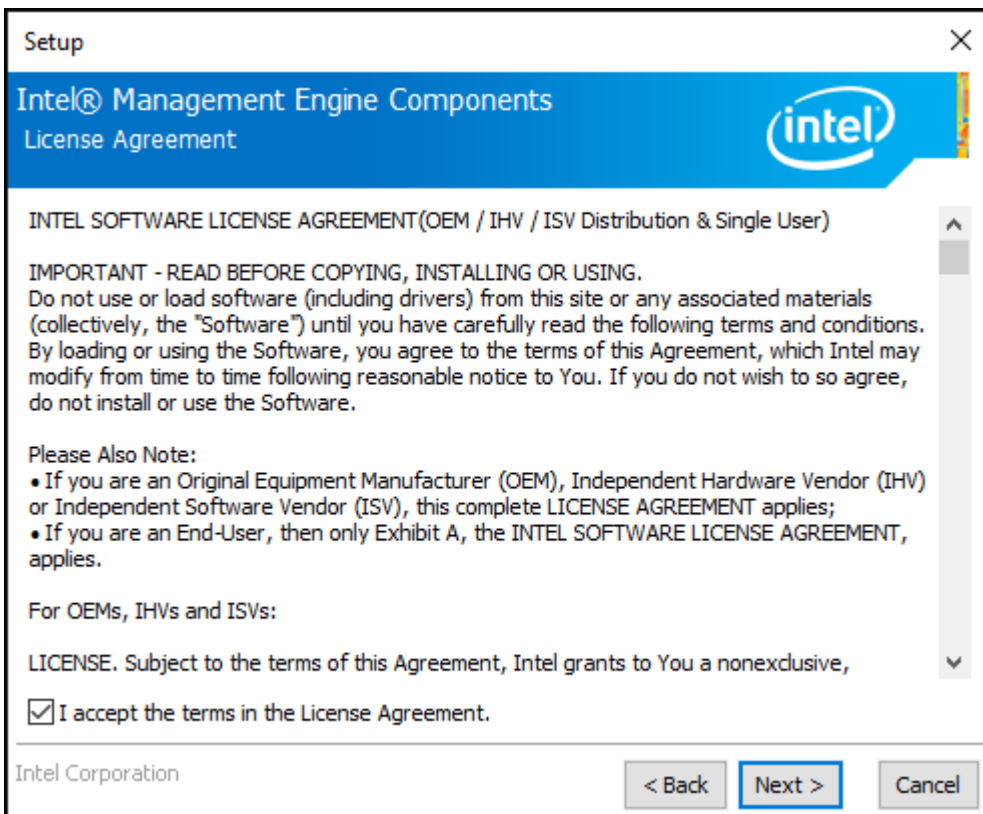 Setup
Intel® Management Engine Components
License Agreement
intel
INTEL SOFTWARE LICENSE AGREEMENT(OEM / IHV / ISV Distribution & Single User)
IMPORTANT - READ BEFORE COPYING, INSTALLING OR USING.
Do not use or load software (including drivers) from this site or any associated materials
(collectively, the "Software") until you have carefully read the following terms and conditions.
By loading or using the Software, you agree to the terms of this Agreement, which Intel may
modify from time to time following reasonable notice to You. If you do not wish to so agree,
do not install or use the Software.
Please Also Note:
• If you are an Original Equipment Manufacturer (OEM), Independent Hardware Vendor (IHV)
or Independent Software Vendor (ISV), this complete LICENSE AGREEMENT applies;
• If you are an End-User, then only Exhibit A, the INTEL SOFTWARE LICENSE AGREEMENT,
applies.
For OEMs, IHVs and ISVs:
LICENSE. Subject to the terms of this Agreement, Intel grants to You a nonexclusive,
I accept the terms in the License Agreement.
Intel Corporation
< Back Next > Cancel